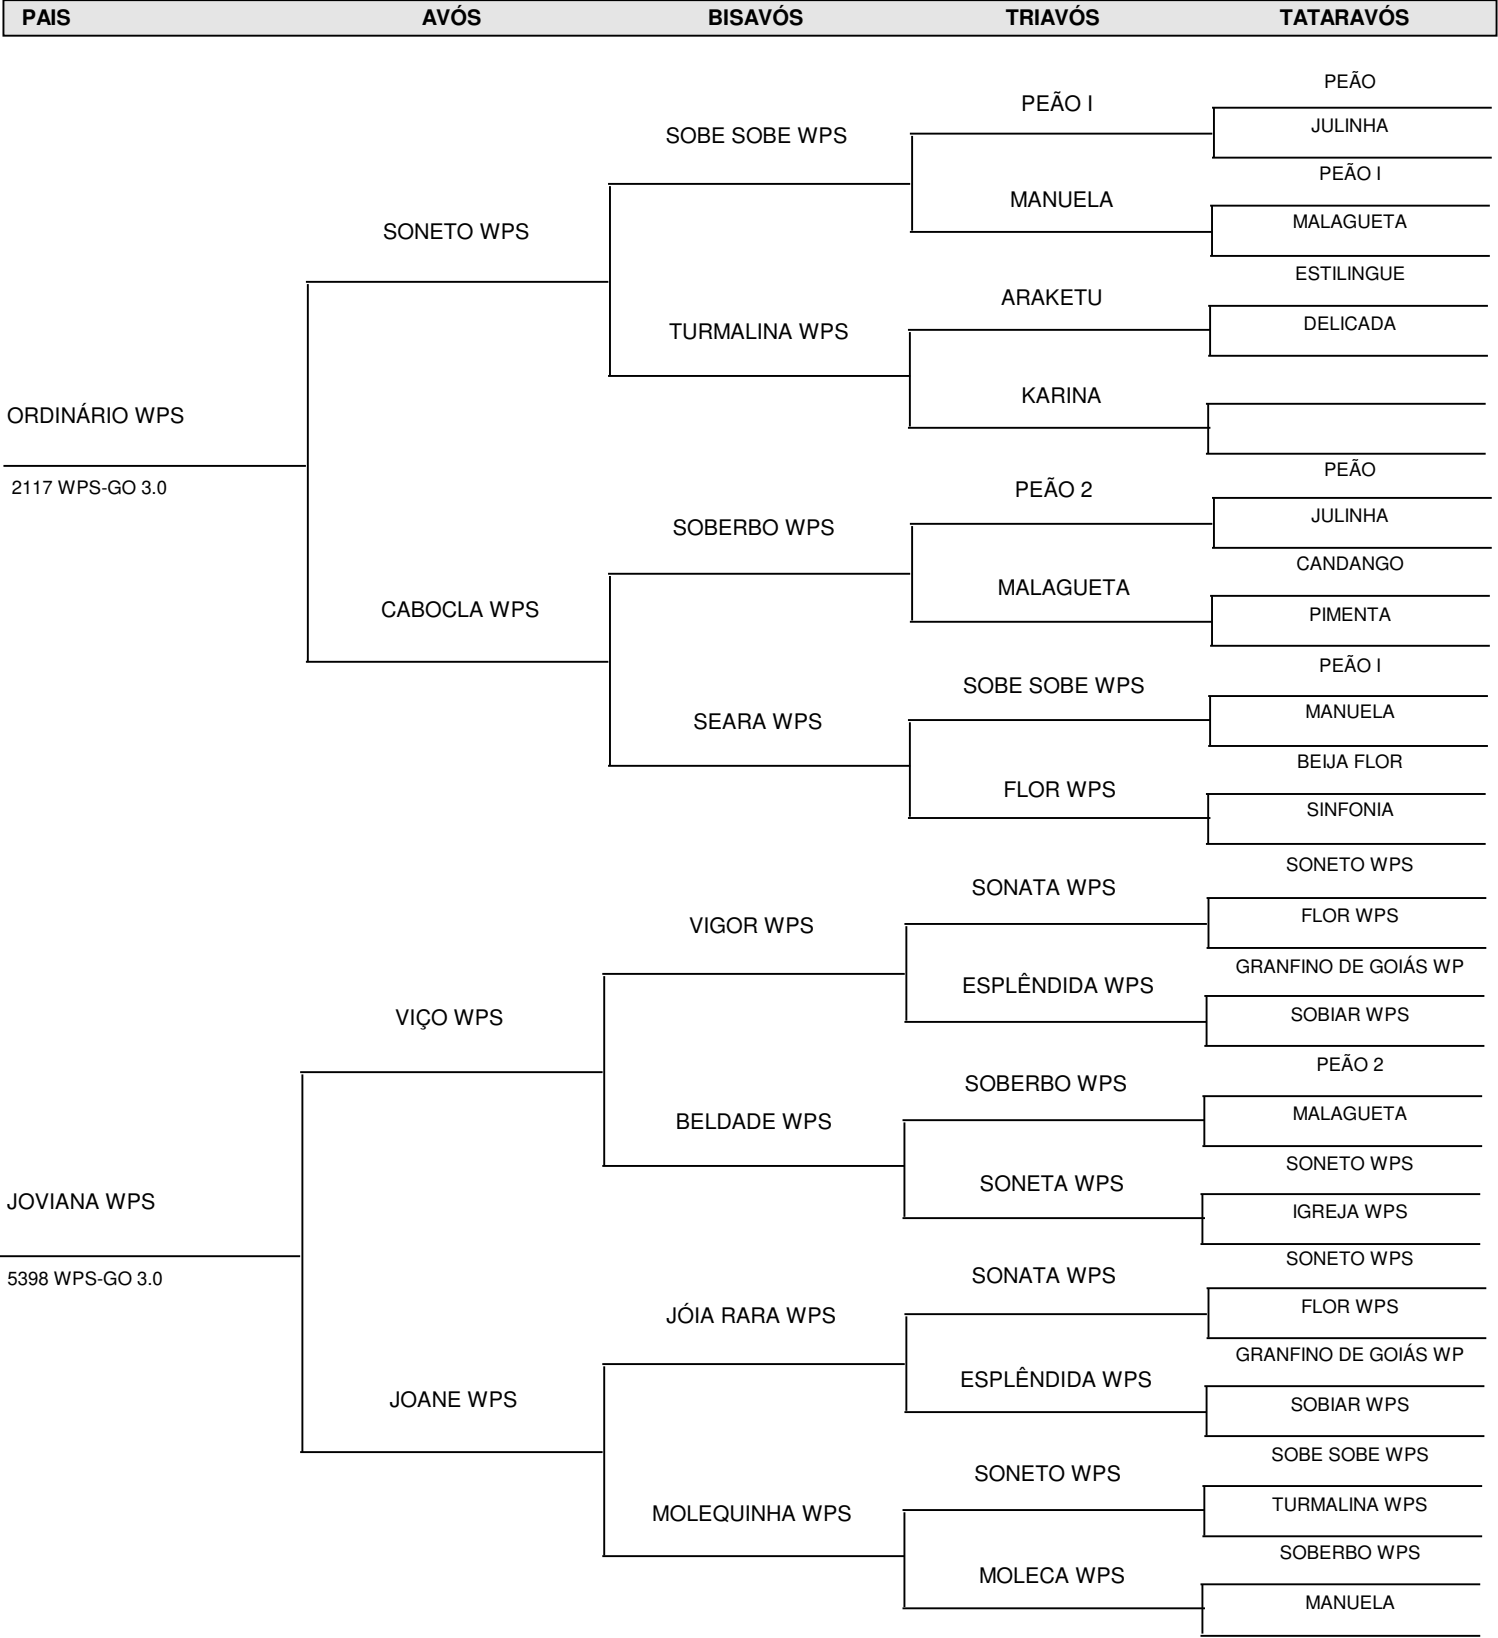 PAIS AVÓS BISAVÓS TRIAVÓS TATARAVÓS
PEÃO
PEÃO I
JULINHA
SOBE SOBE WPS
PEÃO I
MANUELA
MALAGUETA
SONETO WPS
ESTILINGUE
ARAKETU
DELICADA
TURMALINA WPS
KARINA
ORDINÁRIO WPS
PEÃO
2117 WPS-GO 3.0
PEÃO 2
JULINHA
SOBERBO WPS
CANDANGO
MALAGUETA
CABOCLA WPS
PIMENTA
PEÃO I
SOBE SOBE WPS
MANUELA
SEARA WPS
BEIJA FLOR
FLOR WPS
SINFONIA
SONETO WPS
SONATA WPS
FLOR WPS
VIGOR WPS
GRANFINO DE GOIÁS WP
ESPLÊNDIDA WPS
VIÇO WPS
SOBIAR WPS
PEÃO 2
SOBERBO WPS
MALAGUETA
BELDADE WPS
SONETO WPS
SONETA WPS
JOVIANA WPS
IGREJA WPS
SONETO WPS
5398 WPS-GO 3.0
SONATA WPS
FLOR WPS
JÓIA RARA WPS
GRANFINO DE GOIÁS WP
ESPLÊNDIDA WPS
JOANE WPS
SOBIAR WPS
SOBE SOBE WPS
SONETO WPS
TURMALINA WPS
MOLEQUINHA WPS
SOBERBO WPS
MOLECA WPS
MANUELA